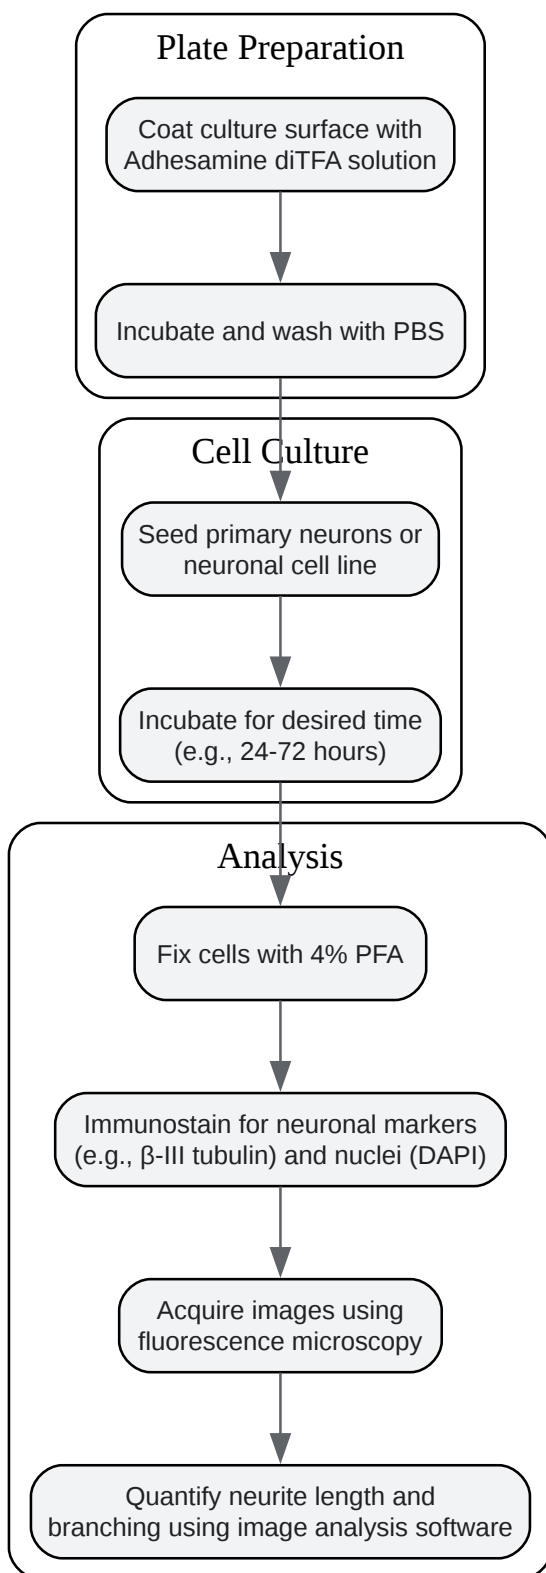 Plate Preparation
Coat culture surface with
Adhesamine diTFA solution
Incubate and wash with PBS
Cell Culture
Seed primary neurons or
neuronal cell line
Incubate for desired time
(e.g., 24-72 hours)
Analysis
Fix cells with 4% PFA
Immunostain for neuronal markers
(e.g., β-III tubulin) and nuclei (DAPI)
Acquire images using
fluorescence microscopy
Quantify neurite length and
branching using image analysis software